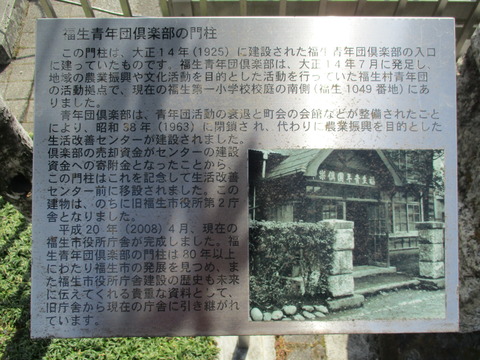 福生青年団倶楽部の門柱
この門柱は、大正14年(1925)に建設された福生青年団倶楽部の入口
に建っていたものです。福生青年団倶楽部は、大正14年7月に発足し、
地域の農業振興や文化活動を目的とした活動を行っていた福生村青年団
の活動拠点で、現在の福生第一小学校校庭の南側(福生1049番地)にあ
りました。
青年団倶楽部は、青年団活動の衰退と町会の会館などが整備されたこと
により、昭和38年(1963)に閉鎖され、代わりに農業振興を目的とした
生活改善センターが建設されました。
倶楽部の売却資金がセンターの建設
資金への寄附金となったことから、
この門柱はこれを記念して生活改善
センター前に移設されました。この
建物は、のちに旧福生市役所第2庁
舎となりました。
平成20年(2008)4月、現在の
福生市役所庁舎が完成しました。福
生青年団倶楽部の門柱は80年以上
にわたり福生市の発展を見つめ、ま
た福生市役所庁舎建設の歴史も未来
に伝えてくれる貴重な資料として、
旧庁舎から現在の庁舎に引き継がれ
ています。